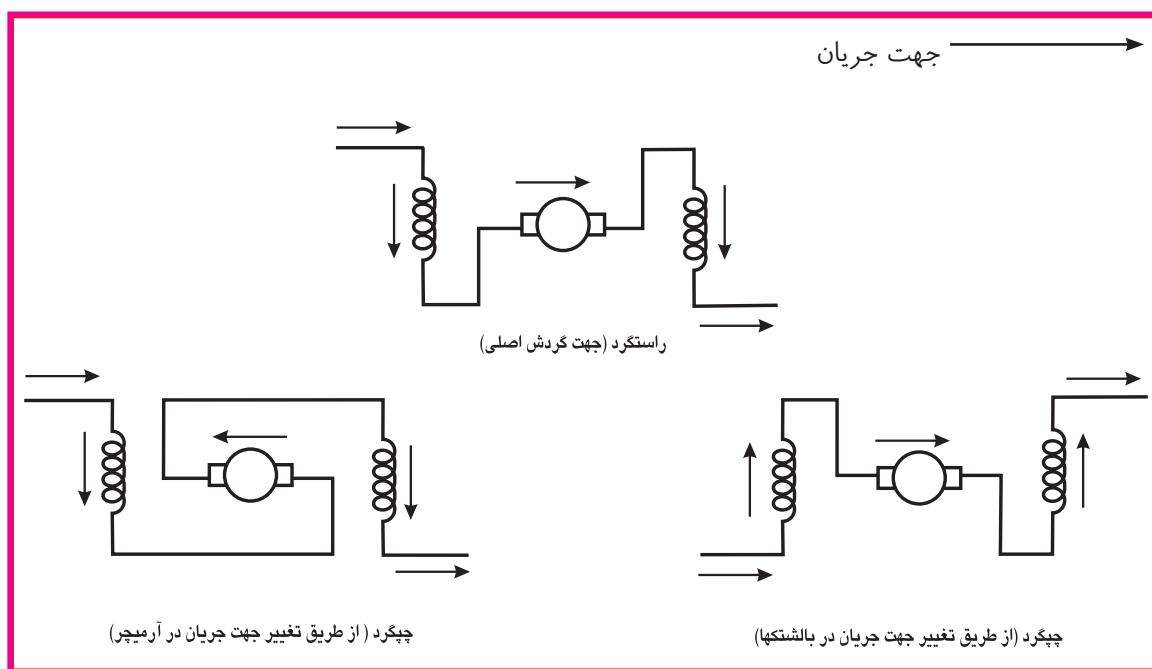 جهت جریان
راستگرد (جهت گردش اصلی)
چپگرد (از طریق تغییر جهت جریان در بالشتکها)
چپگرد ( از طریق تغییر جهت جریان در آرمیچر)